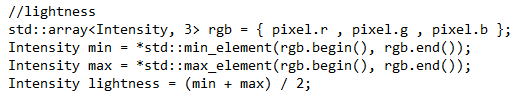 //lightness
std::array<Intensity, 3> rgb = { pixel.r , pixel.g , pixel.b };
Intensity min = *std::min_element(rgb.begin(), rgb.end());
Intensity max = *std::max_element(rgb.begin(), rgb.end());
Intensity lightness = (min + max) / 2;